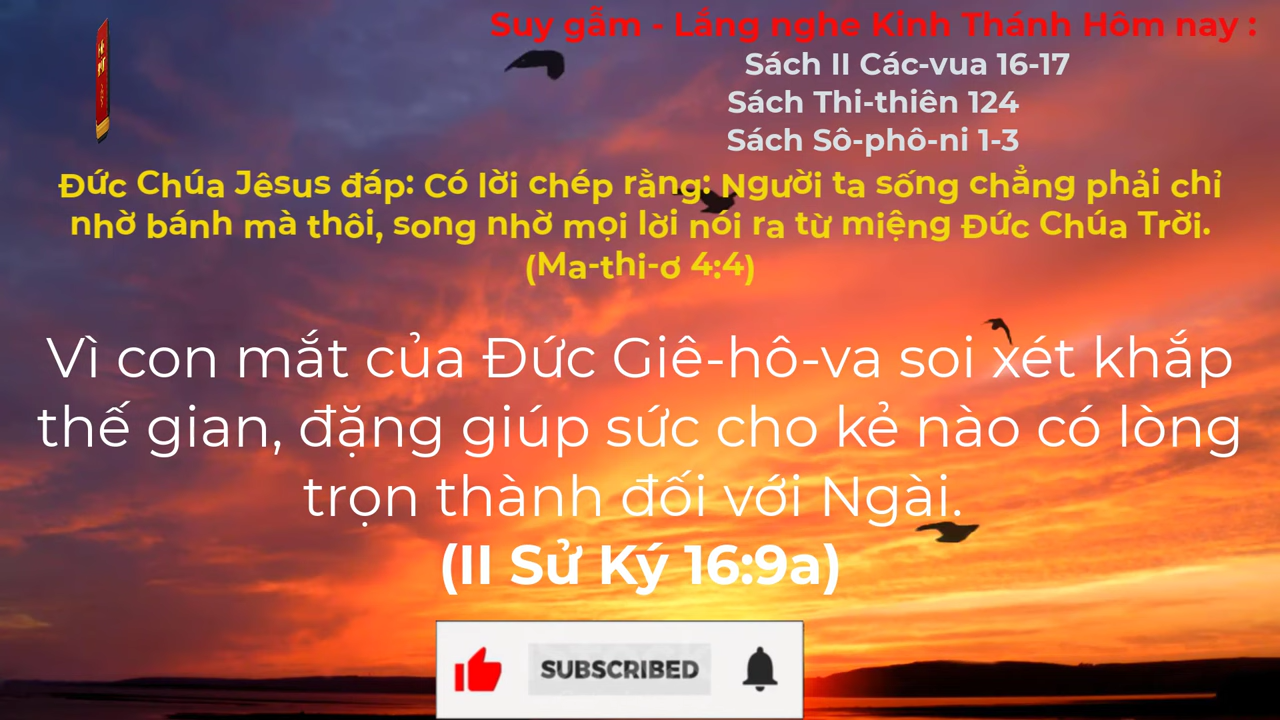 Suy gẫm - Lắng nghe Kinh Thánh Hôm nay :
Sách II Các-vua 16-17
Sách Thi-thiên 124
Sách Sô-phô-ni 1-3
Đức Chúa Jêsus đáp: Có lời chép rằng: Người ta sống chẳng phải chỉ
nhờ bánh mà thôi, song nhờ mọi lời nói ra từ miệng Đức Chúa Trời.
(Ma-thi-ơ 4:4)
Vì con mắt của Đức Giê-hô-va soi xét khắp
thế gian, đặng giúp sức cho kẻ nào có lòng
trọn thành đối với Ngài.
(II Sử Ký 16:9a)
SUBSCRIBED